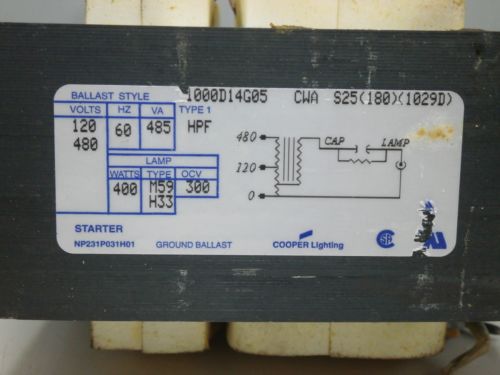 BALLAST STYLE 1000D14G05 CWA S25(180)(1029D)
VOLTS HZ VA TYPE 1
120 60 485 HPF
480
LAMP
WATTS TYPE OCV
400 M59 300
H33
480
CAP LAMP
120
0
STARTER
NP231P031H01 GROUND BALLAST COOPER Lighting